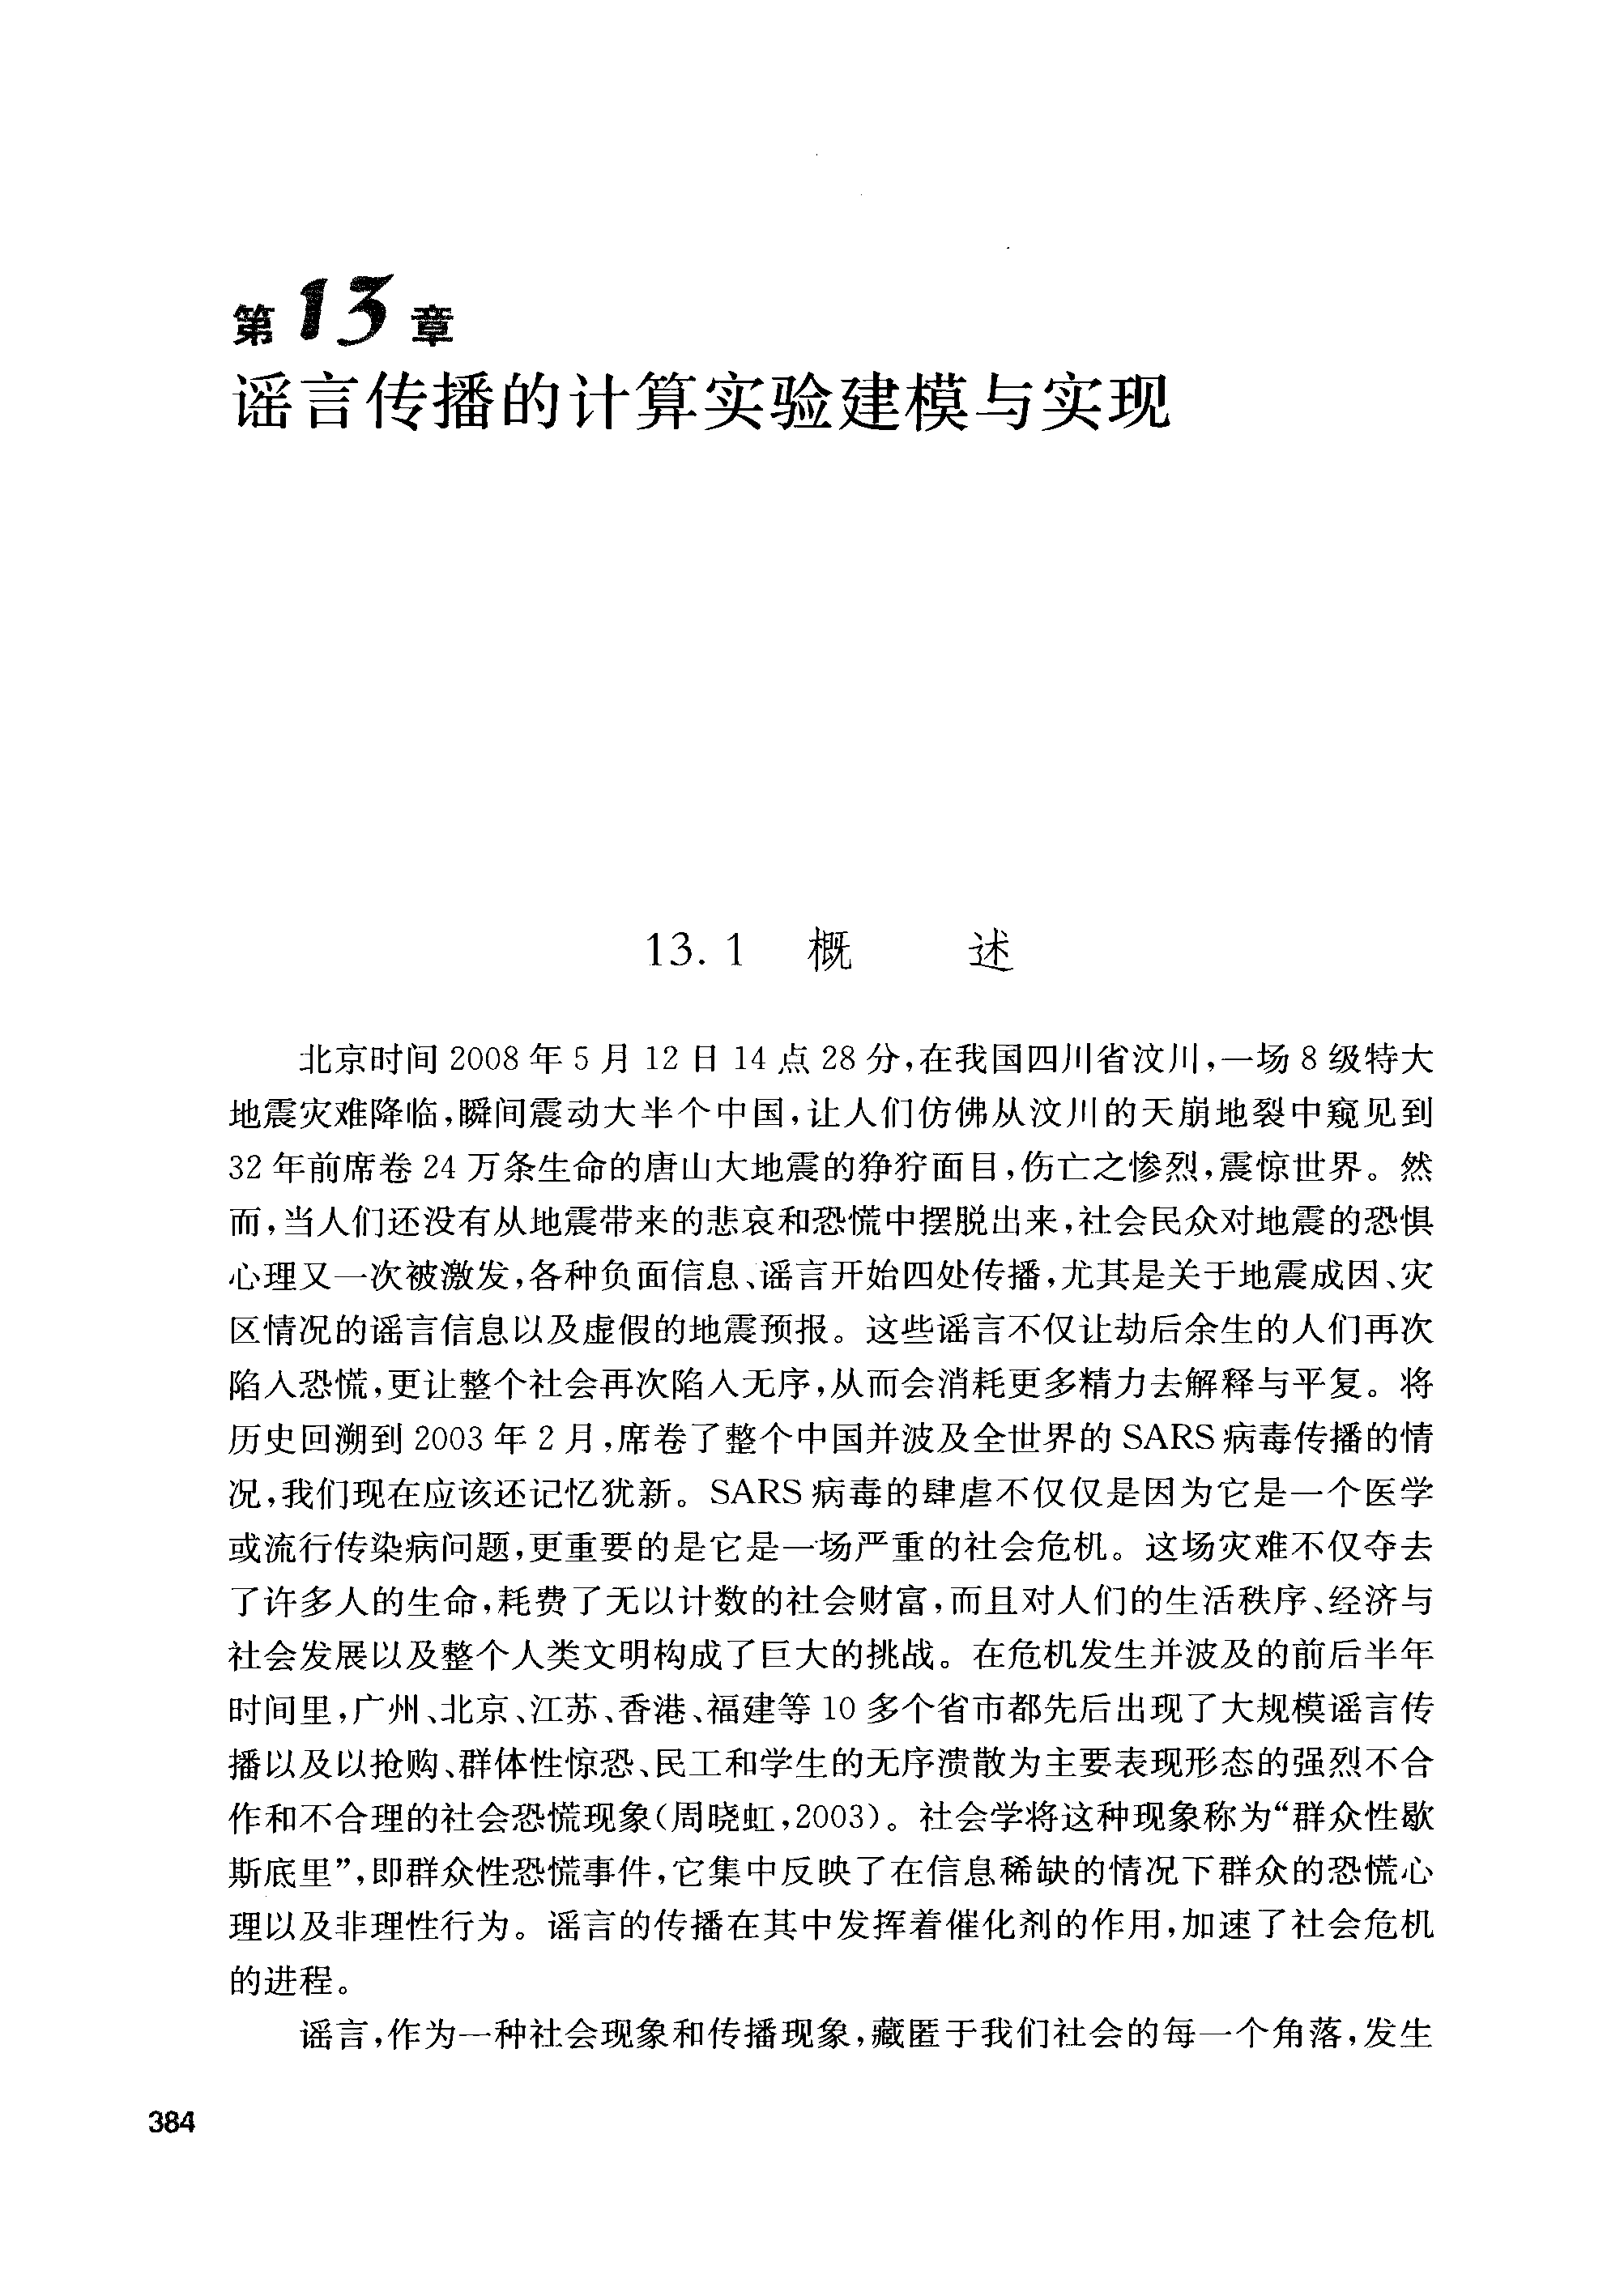 第13章
谣言传播的计算实验建模与实现
13.1 概 述
北京时间 2008 年 5 月 12 日 14 点 28 分,在我国四川省汶川,一场 8 级特大
地震灾难降临,瞬间震动大半个中国,让人们仿佛从汶川的天崩地裂中窥见到
32 年前席卷 24 万条生命的唐山大地震的狰狞面目,伤亡之惨烈,震惊世界。然
而,当人们还没有从地震带来的悲哀和恐慌中摆脱出来,社会民众对地震的恐惧
心理又一次被激发,各种负面信息、谣言开始四处传播,尤其是关于地震成因、灾
区情况的谣言信息以及虚假的地震预报。这些谣言不仅让劫后余生的人们再次
陷入恐慌,更让整个社会再次陷入无序,从而会消耗更多精力去解释与平复。将
历史回溯到 2003 年 2 月,席卷了整个中国并波及全世界的 SARS 病毒传播的情
况,我们现在应该还记忆犹新。SARS 病毒的肆虐不仅仅是因为它是一个医学
或流行传染病问题,更重要的是它是一场严重的社会危机。这场灾难不仅夺去
了许多人的生命,耗费了无以计数的社会财富,而且对人们的生活秩序、经济与
社会发展以及整个人类文明构成了巨大的挑战。在危机发生并波及的前后半年
时间里,广州、北京、江苏、香港、福建等 10 多个省市都先后出现了大规模谣言传
播以及以抢购、群体性惊恐、民工和学生的无序溃散为主要表现形态的强烈不合
作和不合理的社会恐慌现象(周晓虹,2003)。社会学将这种现象称为“群众性歇
斯底里”,即群众性恐慌事件,它集中反映了在信息稀缺的情况下群众的恐慌心
理以及非理性行为。谣言的传播在其中发挥着催化剂的作用,加速了社会危机
的进程。
谣言,作为一种社会现象和传播现象,藏匿于我们社会的每一个角落,发生
384